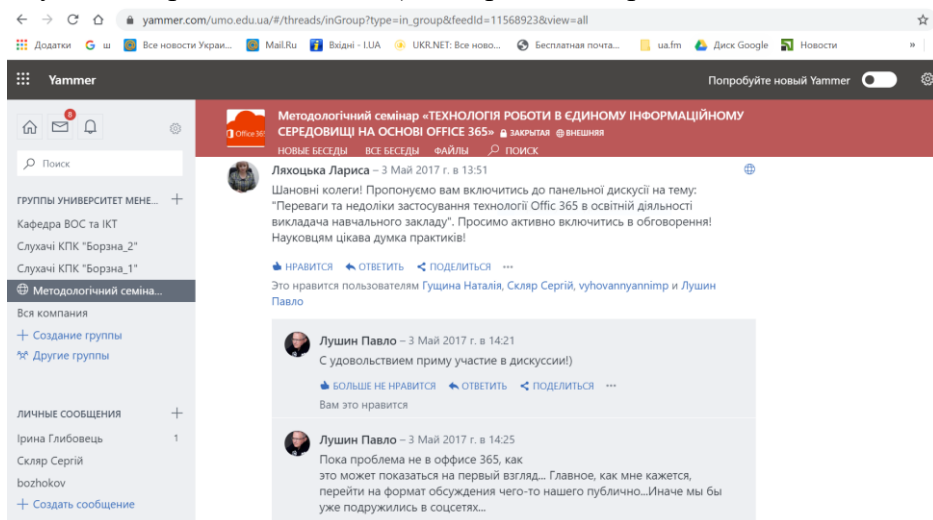 yammer.com/umo.edu.ua/#/threads/inGroup?type=in_group&feedId=11568923&view=all
Додатки
Все новости Украи...
Mail.Ru
Вхідні - I.UA
UKR.NET: Все ново...
Бесплатная почта...
ua.fm
Диск Google
Новости
»
Yammer
Попробуйте новый Yammer
8
Поиск
ГРУППЫ УНИВЕРСИТЕТ МЕНЕ...
Кафедра ВОС та ІКТ
Слухачі КПК "Борзна_2"
Слухачі КПК "Борзна_1"
Методологічний семіна...
Вся компания
+ Создание группы
Другие группы
ЛИЧНЫЕ СООБЩЕНИЯ
Ірина Глибовець 1
Скляр Сергій
bozhokov
+ Создать сообщение
Office 365
Методологічний семінар «ТЕХНОЛОГІЯ РОБОТИ В ЄДИНОМУ ІНФОРМАЦІЙНОМУ
СЕРЕДОВИЩІ НА ОСНОВІ OFFICE 365» ЗАКРЫТАЯ ВНЕШНЯЯ
НОВЫЕ БЕСЕДЫ ВСЕ БЕСЕДЫ ФАЙЛЫ ПОИСК
Ляхоцька Лариса – 3 Май 2017 г. в 13:51
Шановні колеги! Пропонуємо вам включитись до панельної дискусії на тему:
"Переваги та недоліки застосування технології Offic 365 в освітній діяльності
викладача навчального закладу". Просимо активно включитись в обговорення!
Науковцям цікава думка практиків!
НРАВИТСЯ ОТВЕТИТЬ ПОДЕЛИТЬСЯ ...
Это нравится пользователям Гущина Наталія, Скляр Сергій, vyhovannyannimp и Лушин
Павло
Лушин Павло – 3 Май 2017 г. в 14:21
С удовольствием приму участие в дискуссии!)
БОЛЬШЕ НЕ НРАВИТСЯ ОТВЕТИТЬ ПОДЕЛИТЬСЯ ...
Вам это нравится
Лушин Павло – 3 Май 2017 г. в 14:25
Пока проблема не в оффисе 365, как
это может показаться на первый взгляд... Главное, как мне кажется,
перейти на формат обсуждения чего-то нашего публично...Иначе мы бы
уже подружились в соцсетях...